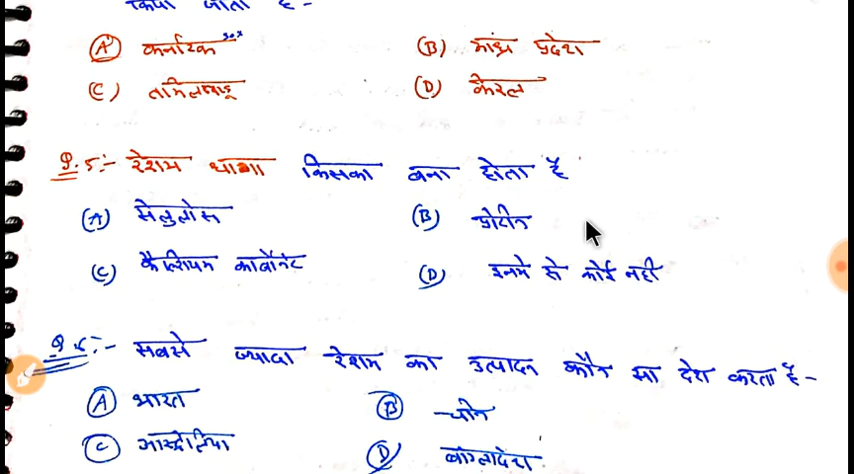 किया जाता है -
(A) कर्नाटक
(B) आंध्र प्रदेश
(C) तमिलनाडू
(D) केरल
Q.5:- रेशम धागा किसका बना होता है
(A) सेलुलोस
(B) प्रोटीन
(C) कैल्शियम कार्बोनेट
(D) इनमे से कोई नही
Q.6:- सबसे ज्यादा रेशम का उत्पादन कौन सा देश करता है -
(A) भारत
(B) चीन
(C) आस्ट्रेलिया
(D) बांग्लादेश